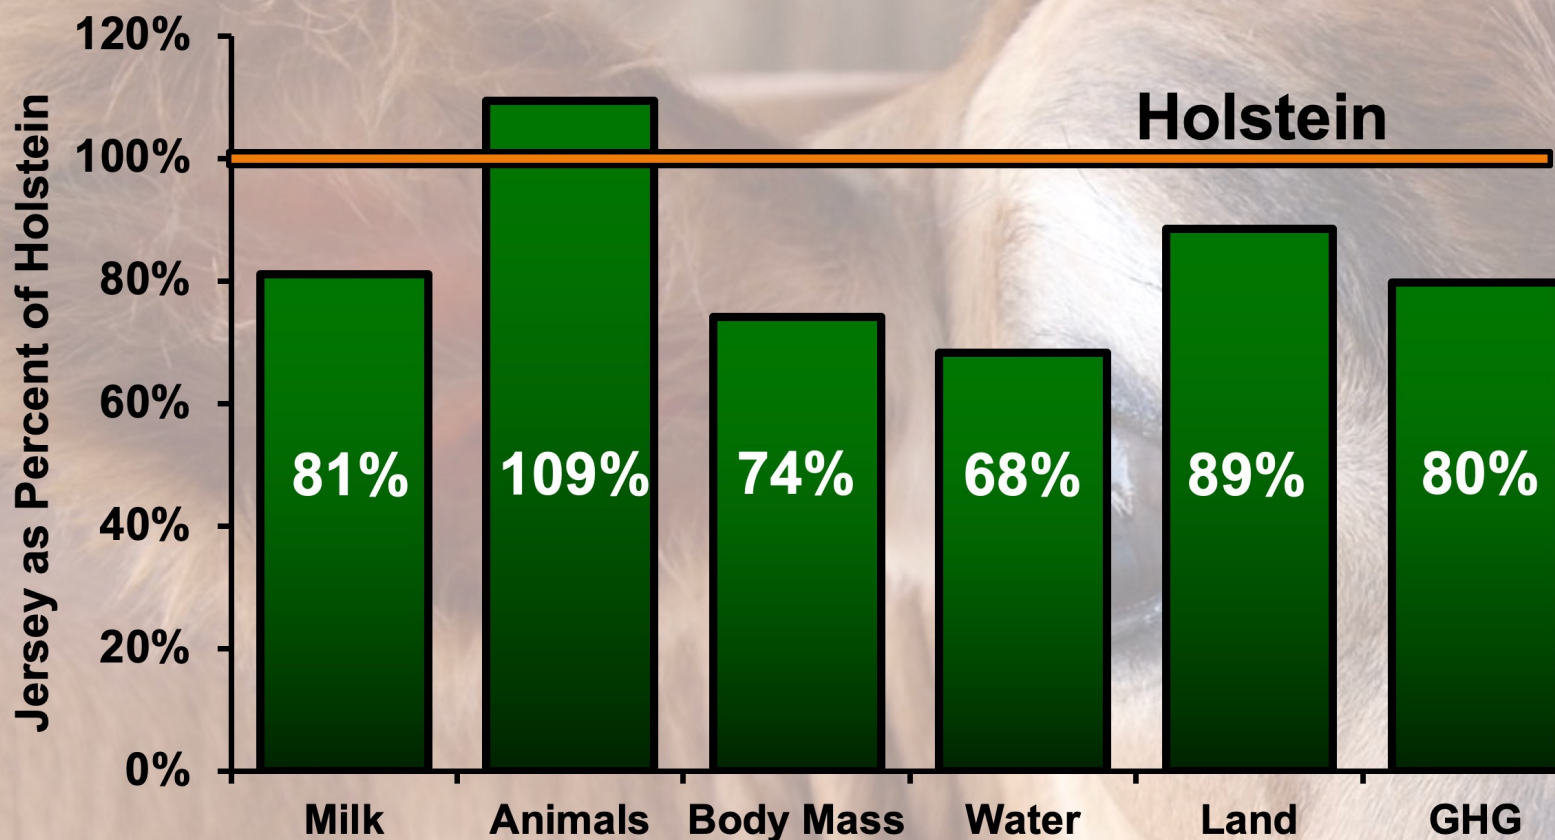 120%
100%
80%
60%
40%
20%
0%
Jersey as Percent of Holstein
Holstein
81%
109%
74%
68%
89%
80%
Milk
Animals
Body Mass
Water
Land
GHG